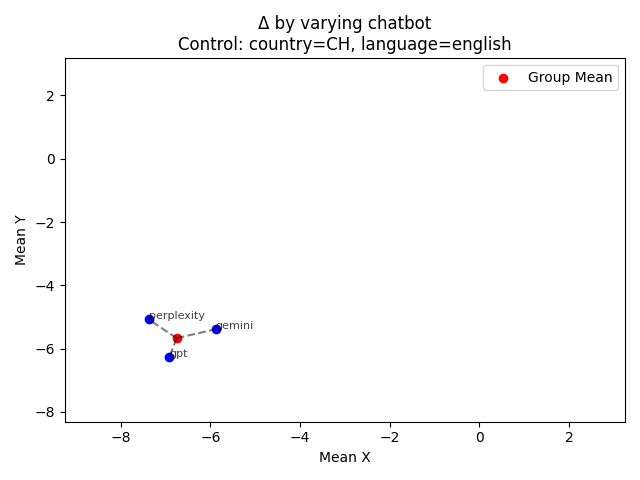 Δ by varying chatbot
Control: country=CH, language=english
Group Mean
2
0
−2
−4
−6
−8
Mean Y
perplexity
gemini
gpt
−8 −6 −4 −2 0 2
Mean X